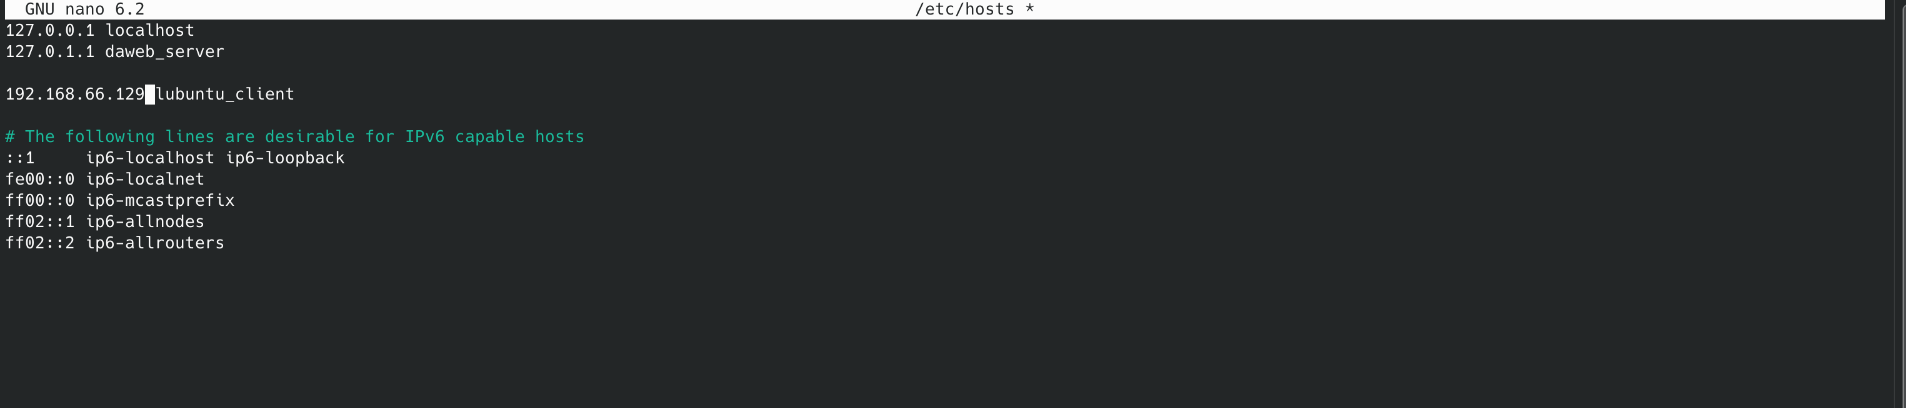 GNU nano 6.2 /etc/hosts *
127.0.0.1 localhost
127.0.1.1 daweb_server
192.168.66.129 lubuntu_client
# The following lines are desirable for IPv6 capable hosts
::1     ip6-localhost ip6-loopback
fe00::0 ip6-localnet
ff00::0 ip6-mcastprefix
ff02::1 ip6-allnodes
ff02::2 ip6-allrouters